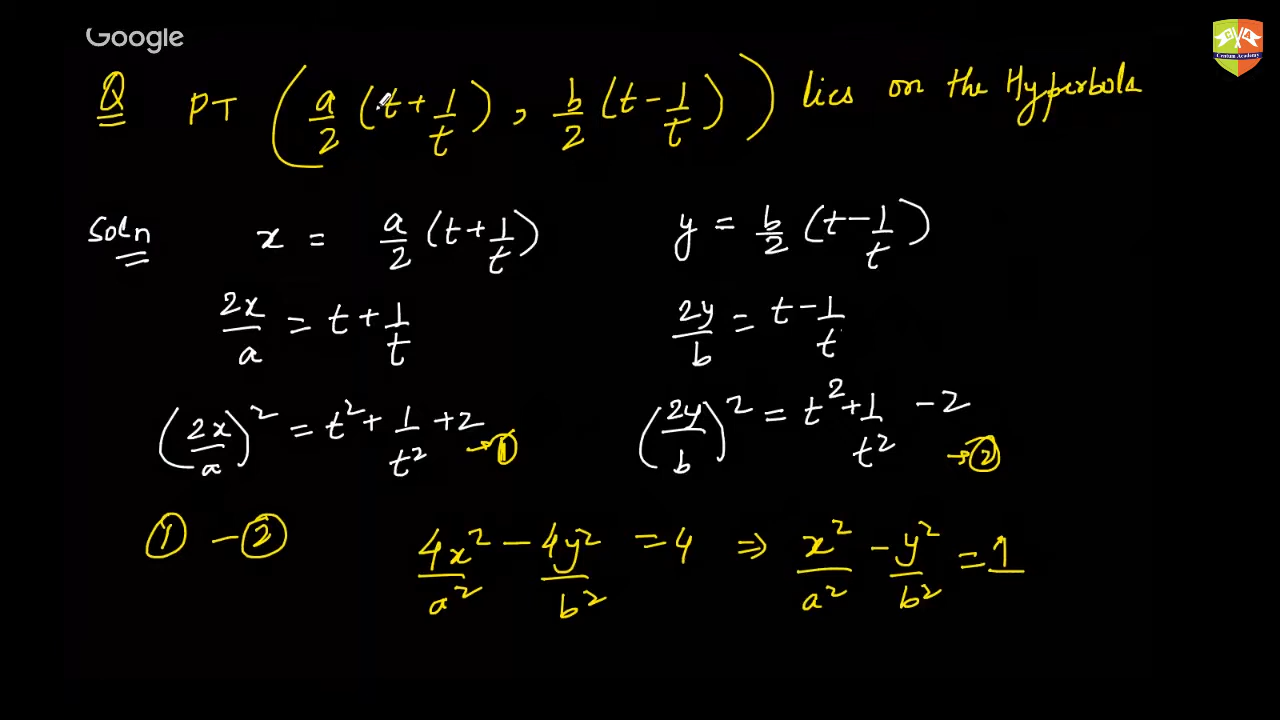 Google
Centum Academy
Q PT (a/2 (t + 1/t), b/2 (t - 1/t)) lies on the Hyperbola
Soln x = a/2 (t + 1/t) y = b/2 (t - 1/t)
2x/a = t + 1/t 2y/b = t - 1/t
(2x/a)² = t² + 1/t² + 2 → ① (2y/b)² = t² + 1/t² - 2 → ②
① - ② 4x²/a² - 4y²/b² = 4 ⇒ x²/a² - y²/b² = 1